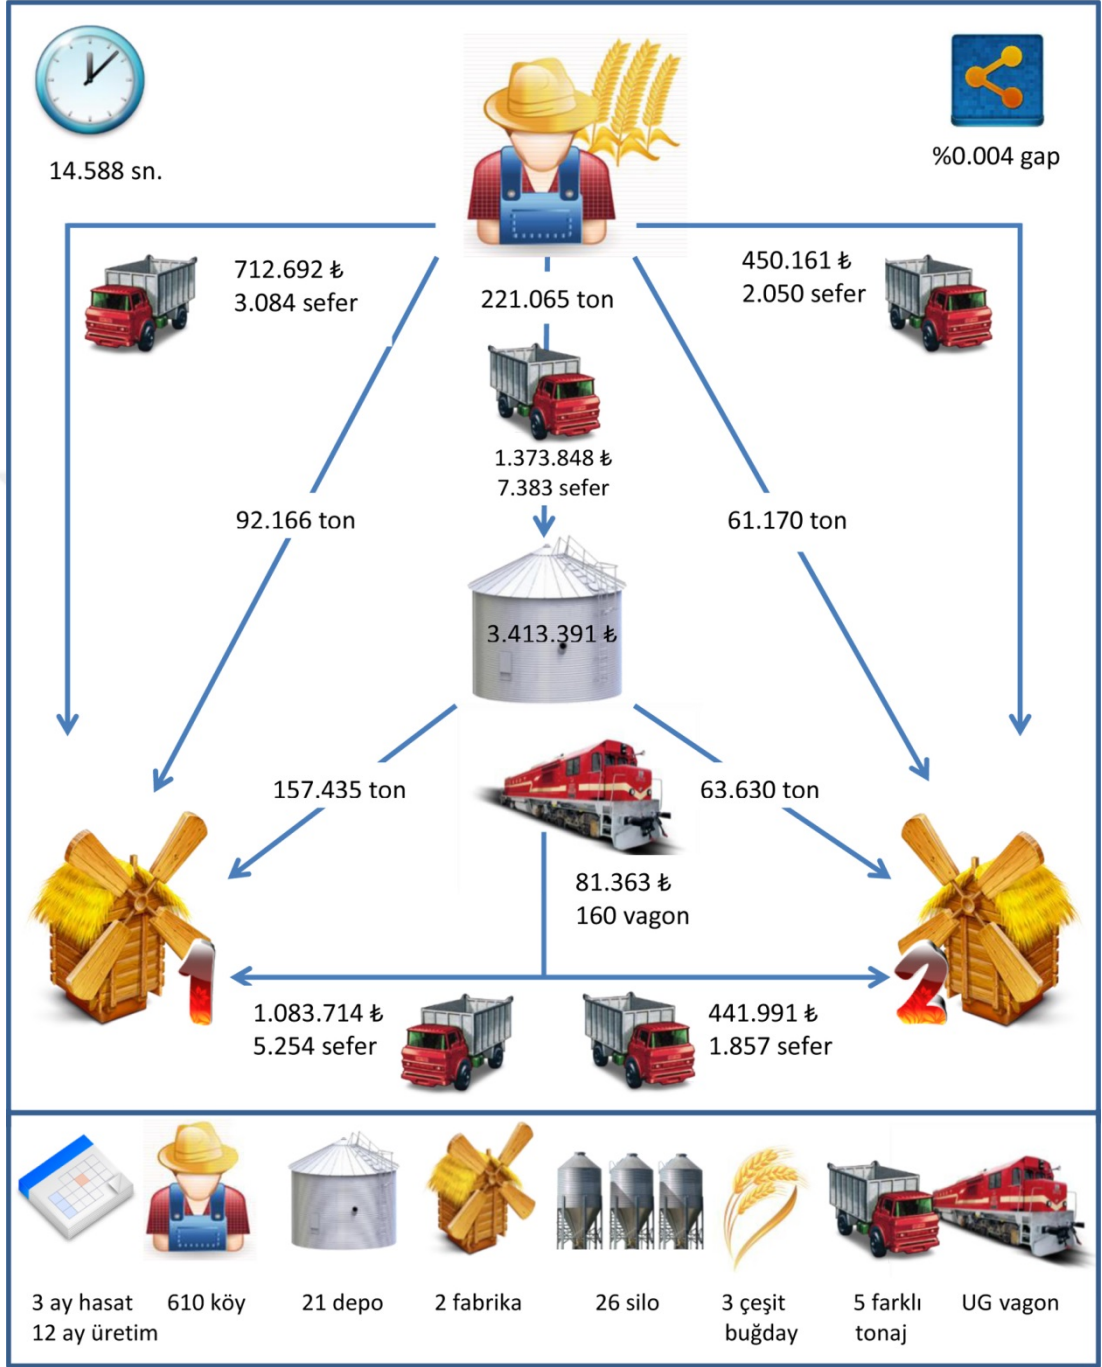 14.588 sn.
%0.004 gap
712.692 ₺
3.084 sefer
221.065 ton
450.161 ₺
2.050 sefer
1.373.848 ₺
7.383 sefer
92.166 ton
61.170 ton
3.413.391 ₺
157.435 ton
63.630 ton
81.363 ₺
160 vagon
1
2
1.083.714 ₺
5.254 sefer
441.991 ₺
1.857 sefer
3 ay hasat
12 ay üretim
610 köy
21 depo
2 fabrika
26 silo
3 çeşit
buğday
5 farklı
tonaj
UG vagon